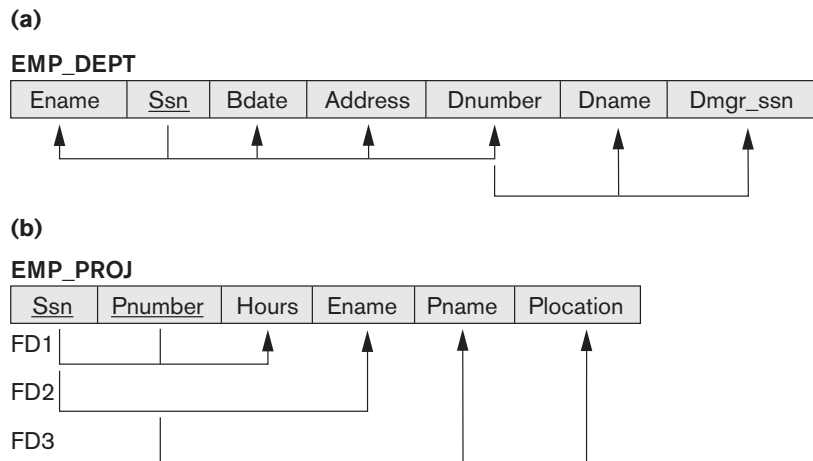 (a)
EMP_DEPT
Ename Ssn Bdate Address Dnumber Dname Dmgr_ssn
(b)
EMP_PROJ
Ssn Pnumber Hours Ename Pname Plocation
FD1
FD2
FD3